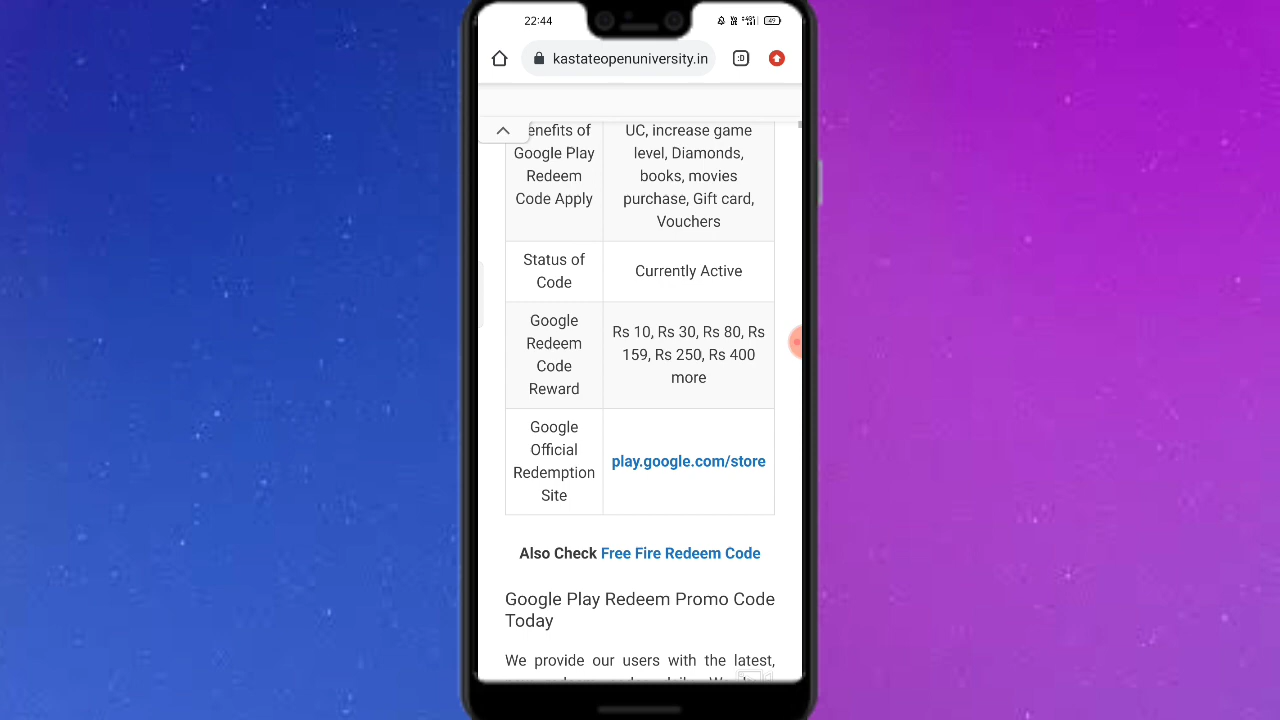 22:44
kastateopenuniversity.in
:D
enefits of
Google Play
Redeem
Code Apply
UC, increase game
level, Diamonds,
books, movies
purchase, Gift card,
Vouchers
Status of
Code
Currently Active
Google
Redeem
Code
Reward
Rs 10, Rs 30, Rs 80, Rs
159, Rs 250, Rs 400
more
Google
Official
Redemption
Site
play.google.com/store
Also Check Free Fire Redeem Code
Google Play Redeem Promo Code
Today
We provide our users with the latest,